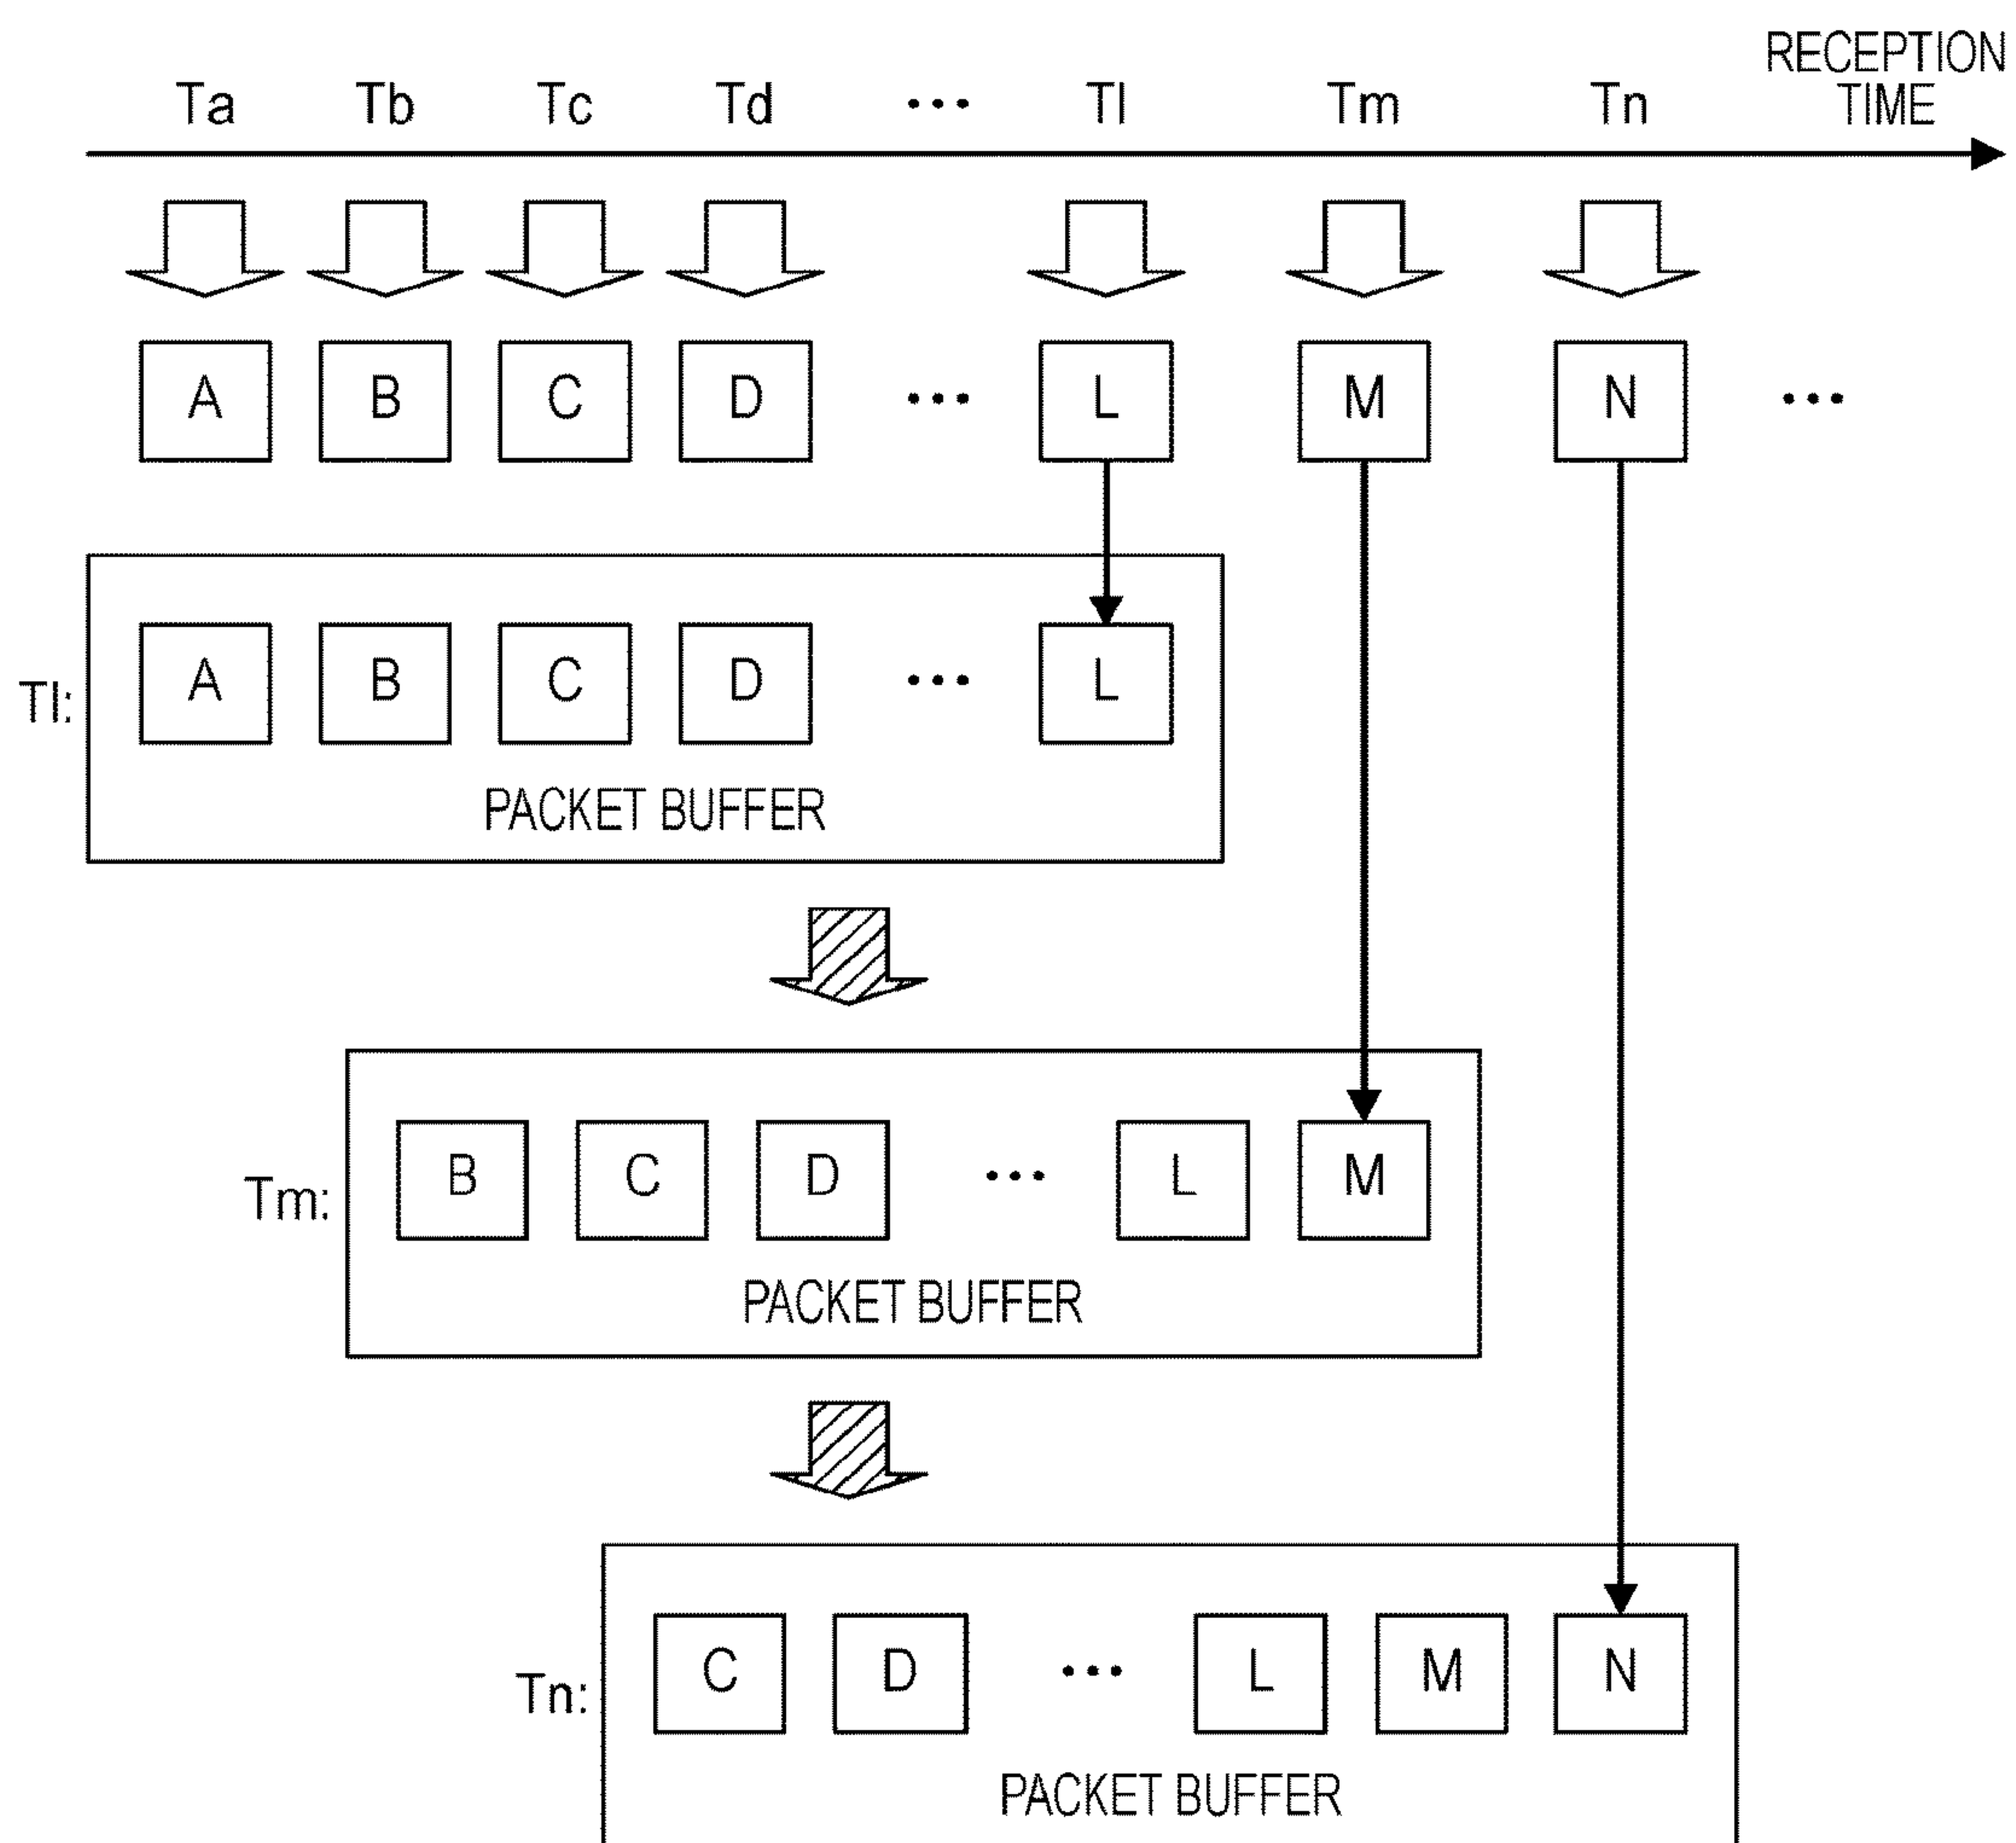 RECEPTION
Ta Tb Tc Td ... Tl Tm Tn TIME
A B C D ... L M N ...
Tl: A B C D ... L
PACKET BUFFER
Tm: B C D ... L M
PACKET BUFFER
Tn: C D ... L M N
PACKET BUFFER